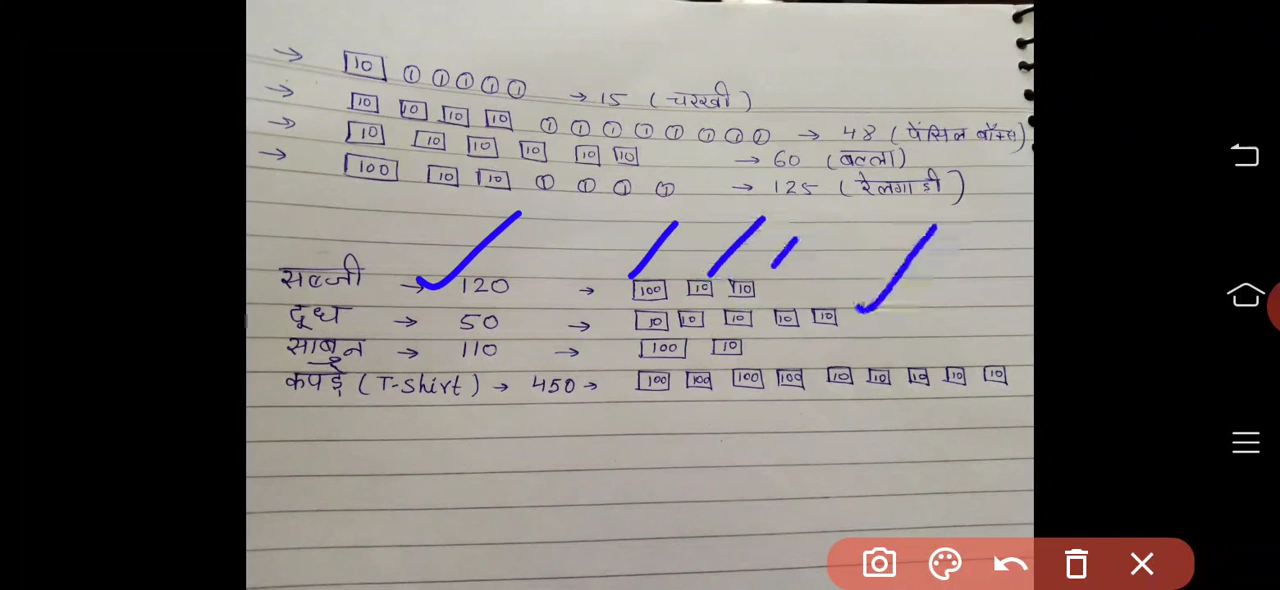 → 10 1 1 1 1 1 → 15 (चरखी)
→ 10 10 10 10 1 1 1 1 1 1 1 1 → 48 (पेंसिल बॉक्स)
→ 10 10 10 10 10 10 → 60 (बल्ला)
→ 100 10 10 1 1 1 1 → 125 (रेलगाडी)
सब्जी → 120 → 100 10 10
दूध → 50 → 10 10 10 10 10
साबुन → 110 → 100 10
कपड़े (T-shirt) → 450 → 100 100 100 100 10 10 10 10 10